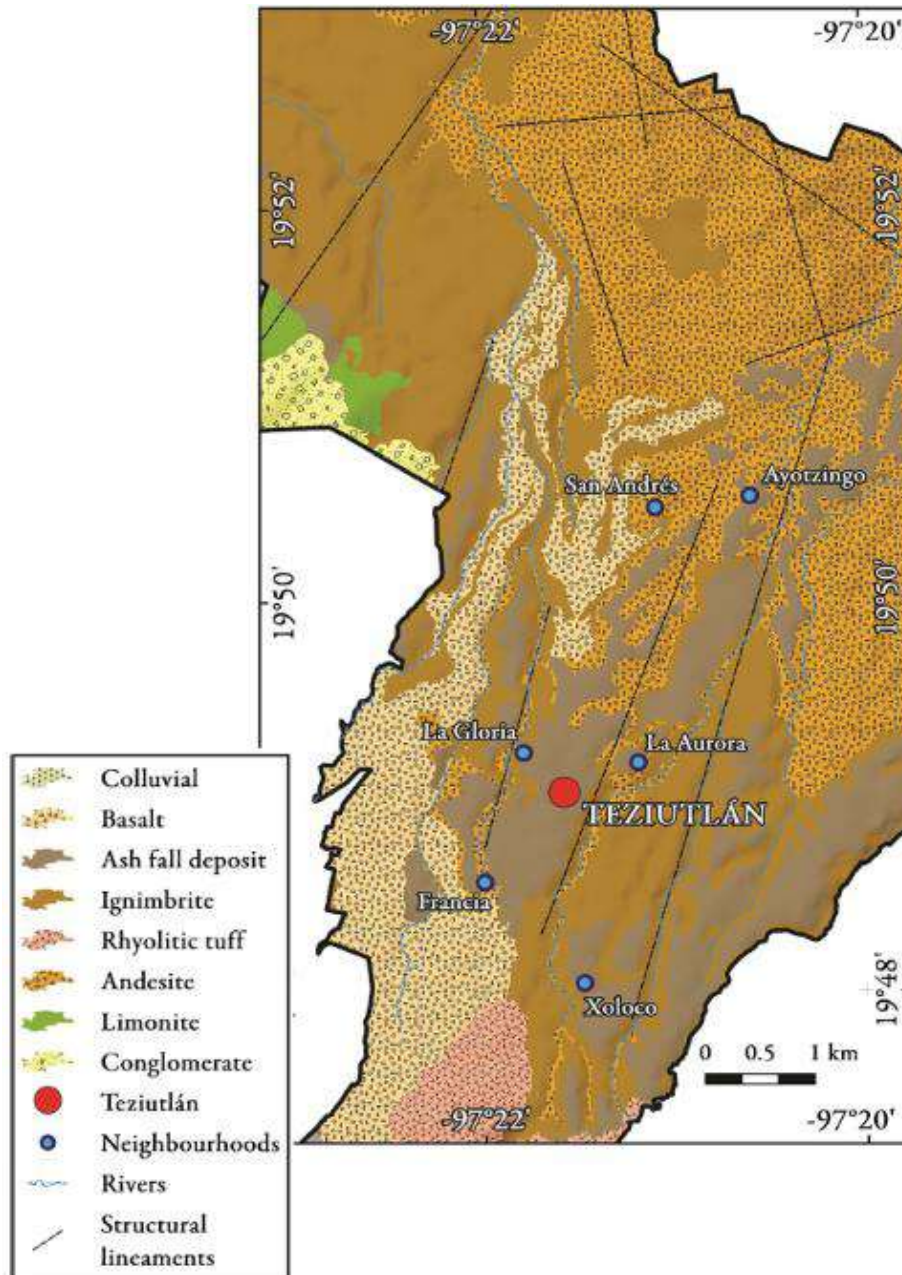 -97°22'
-97°20'
19°52'
19°52'
San Andrés
Ayotzingo
19°50'
19°50'
La Gloria
La Aurora
TEZIUTLÁN
Francia
Xoloco
19°48'
0 0.5 1 km
-97°22'
-97°20'
Colluvial
Basalt
Ash fall deposit
Ignimbrite
Rhyolitic tuff
Andesite
Limonite
Conglomerate
Teziutlán
Neighbourhoods
Rivers
Structural
lineaments